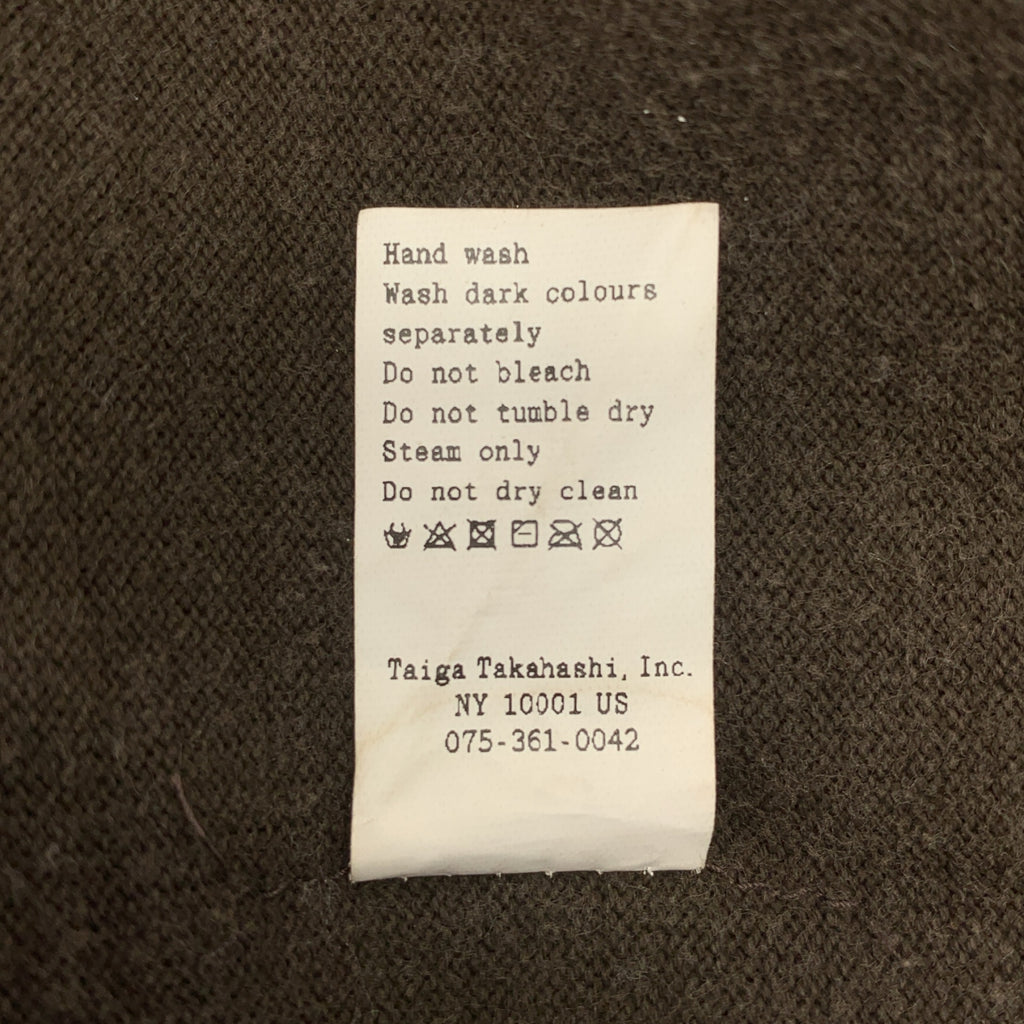 Hand wash
Wash dark colours
separately
Do not bleach
Do not tumble dry
Steam only
Do not dry clean
Taiga Takahashi, Inc.
NY 10001 US
075-361-0042